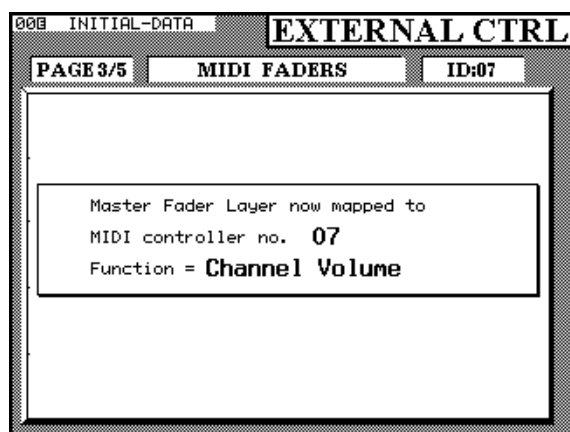 INITIAL-DATA
EXTERNAL CTRL
PAGE 3/5 MIDI FADERS ID:07
Master Fader Layer now mapped to
MIDI controller no. 07
Function = Channel Volume